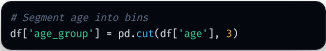 # Segment age into bins
df['age_group'] = pd.cut(df['age'], 3)